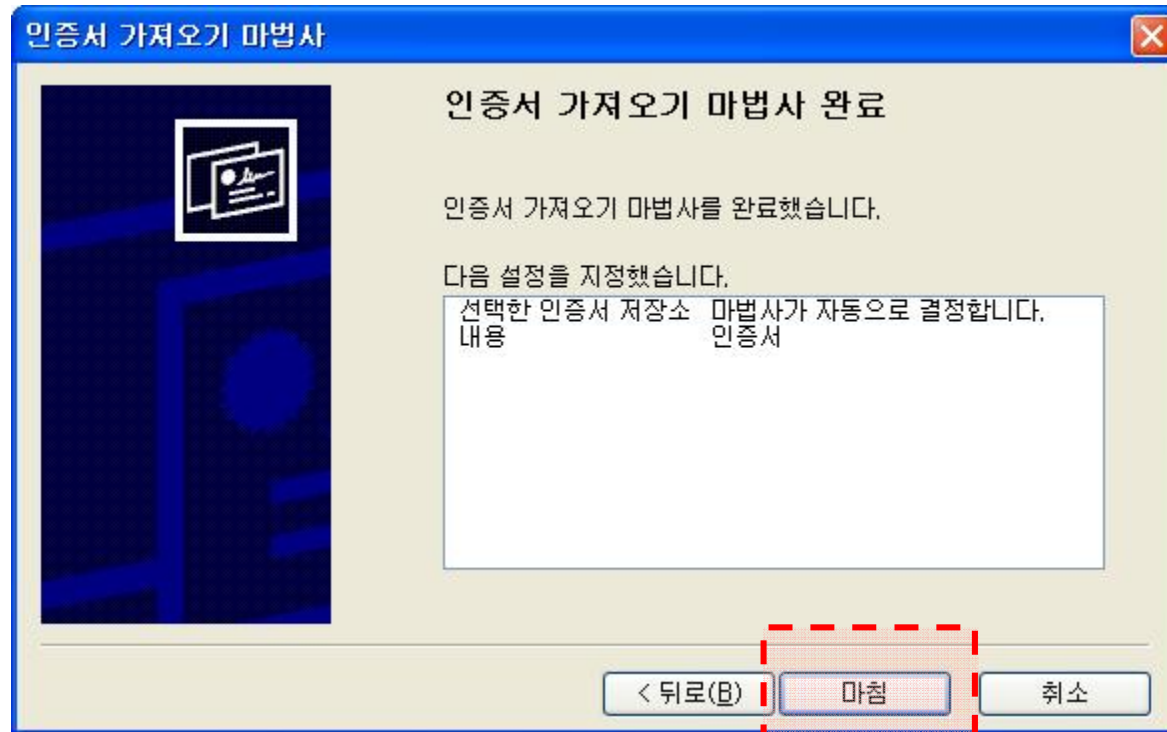 인증서 가져오기 마법사
인증서 가져오기 마법사 완료
인증서 가져오기 마법사를 완료했습니다.
다음 설정을 지정했습니다.
선택한 인증서 저장소 마법사가 자동으로 결정합니다.
내용 인증서
< 뒤로(B) 마침 취소